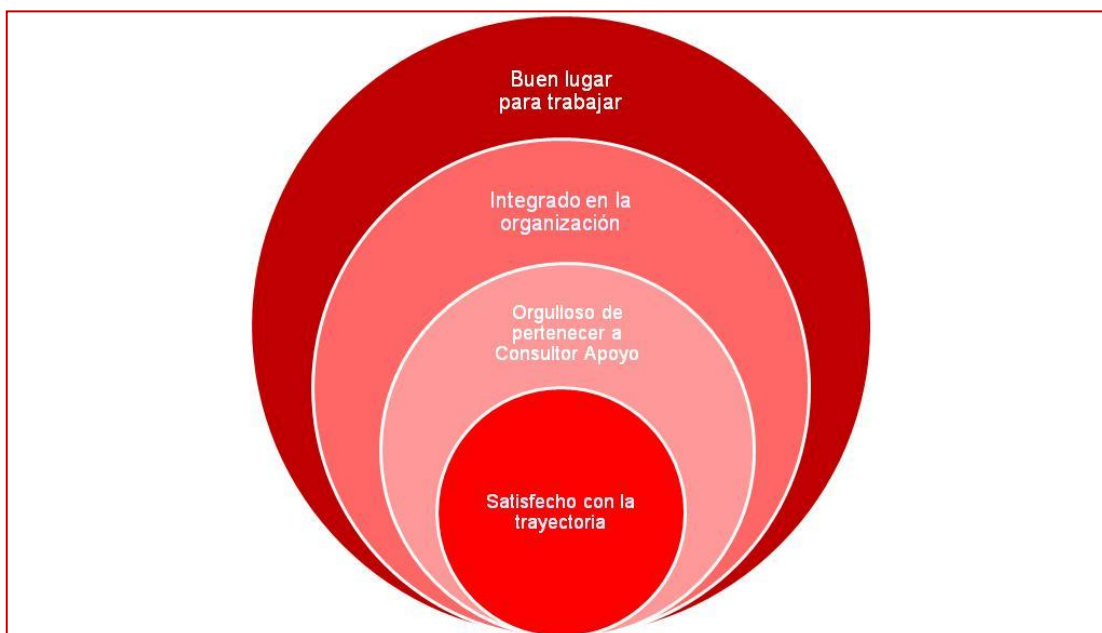 Buen lugar
para trabajar
Integrado en la
organización
Orgulloso de
pertenecer a
Consultor Apoyo
Satisfecho con la
trayectoria